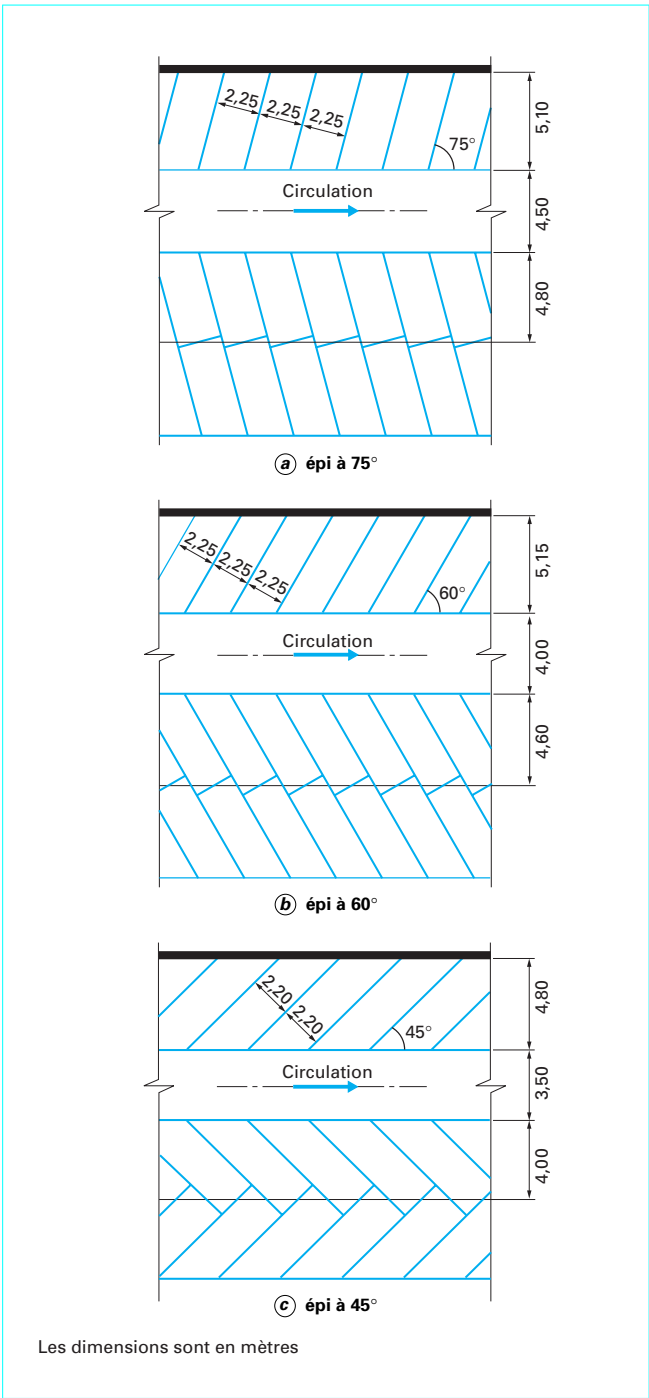 2,25 2,25 2,25
75°
5,10
Circulation
4,50
4,80
a épi à 75°
2,25 2,25 2,25
60°
5,15
Circulation
4,00
4,60
b épi à 60°
2,20 2,20
45°
4,80
Circulation
3,50
4,00
c épi à 45°
Les dimensions sont en mètres